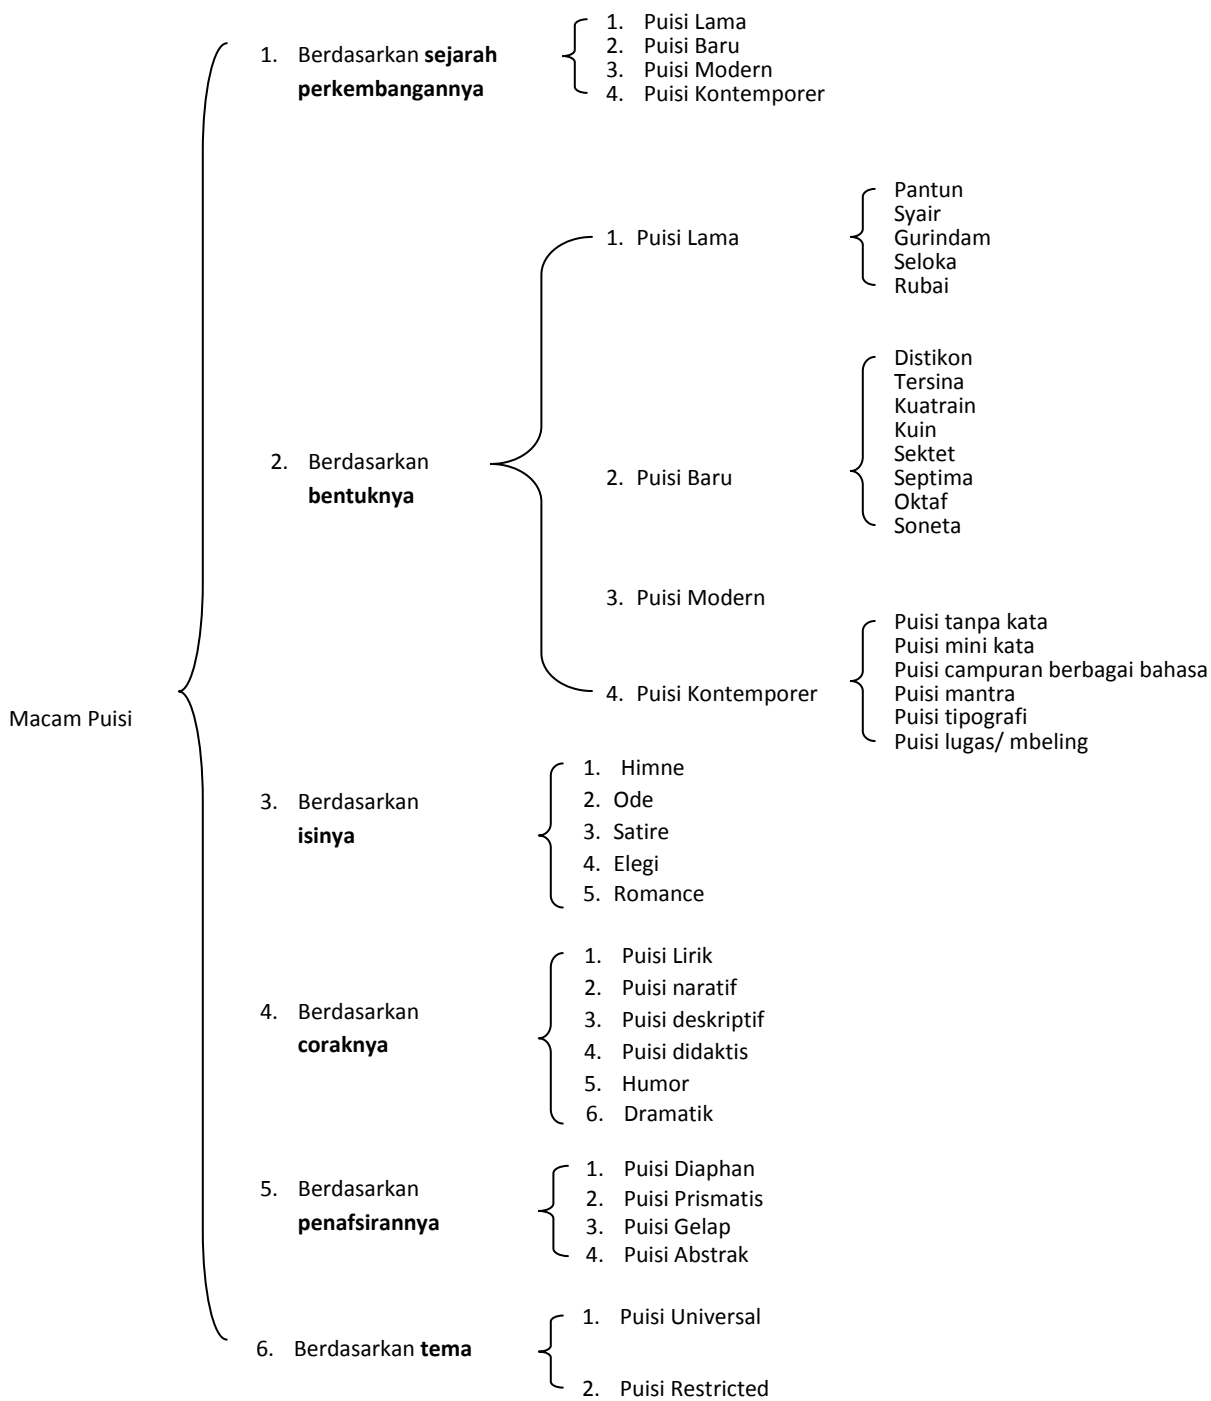 Macam Puisi
1. Berdasarkan sejarah
perkembangannya
1. Puisi Lama
2. Puisi Baru
3. Puisi Modern
4. Puisi Kontemporer
2. Berdasarkan
bentuknya
1. Puisi Lama
Pantun
Syair
Gurindam
Seloka
Rubai
2. Puisi Baru
Distikon
Tersina
Kuatrain
Kuin
Sektet
Septima
Oktaf
Soneta
3. Puisi Modern
4. Puisi Kontemporer
Puisi tanpa kata
Puisi mini kata
Puisi campuran berbagai bahasa
Puisi mantra
Puisi tipografi
Puisi lugas/ mbeling
3. Berdasarkan
isinya
1. Himne
2. Ode
3. Satire
4. Elegi
5. Romance
4. Berdasarkan
coraknya
1. Puisi Lirik
2. Puisi naratif
3. Puisi deskriptif
4. Puisi didaktis
5. Humor
6. Dramatik
5. Berdasarkan
penafsirannya
1. Puisi Diaphan
2. Puisi Prismatis
3. Puisi Gelap
4. Puisi Abstrak
6. Berdasarkan tema
1. Puisi Universal
2. Puisi Restricted